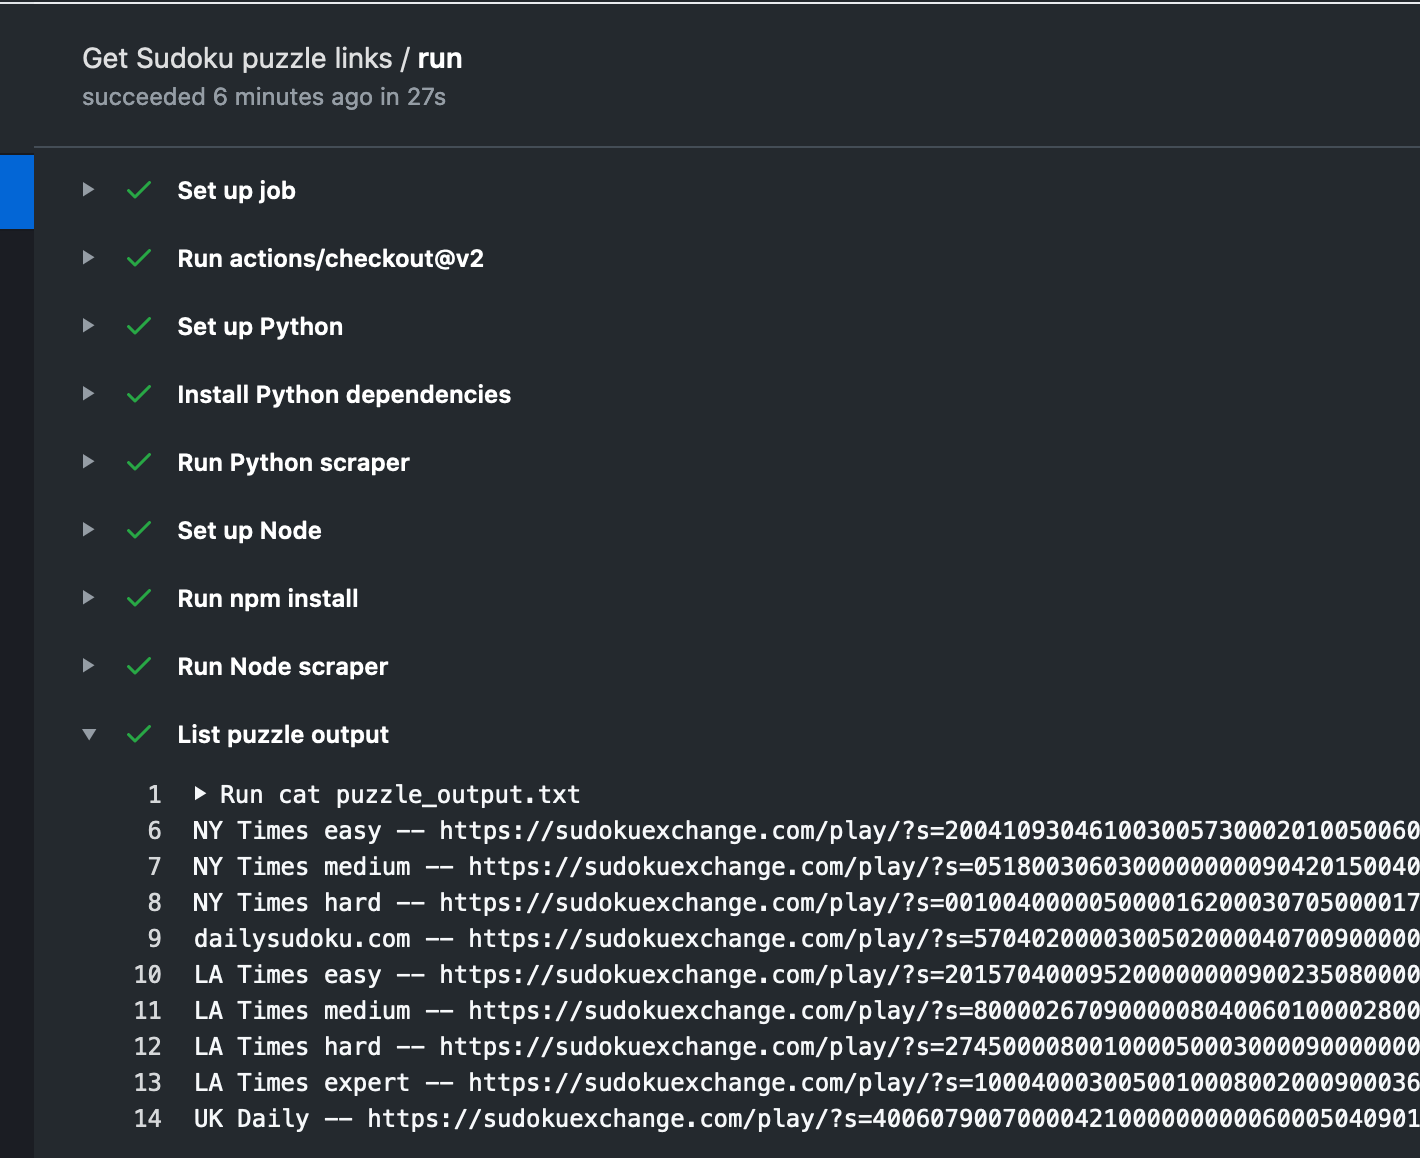 Get Sudoku puzzle links / run
succeeded 6 minutes ago in 27s
Set up job
Run actions/checkout@v2
Set up Python
Install Python dependencies
Run Python scraper
Set up Node
Run npm install
Run Node scraper
List puzzle output
1 Run cat puzzle_output.txt
6 NY Times easy -- https://sudokuexchange.com/play/?s=200410930461003005730002010050060
7 NY Times medium -- https://sudokuexchange.com/play/?s=0518003060300000000090420150040
8 NY Times hard -- https://sudokuexchange.com/play/?s=001004000005000016200030705000017
9 dailysudoku.com -- https://sudokuexchange.com/play/?s=5704020000300502000040700900000
10 LA Times easy -- https://sudokuexchange.com/play/?s=201570400095200000000900235080000
11 LA Times medium -- https://sudokuexchange.com/play/?s=8000026709000008040060100002800
12 LA Times hard -- https://sudokuexchange.com/play/?s=274500008001000050003000090000000
13 LA Times expert -- https://sudokuexchange.com/play/?s=1000400030050010008002000900036
14 UK Daily -- https://sudokuexchange.com/play/?s=40060790070000421000000000060005040901